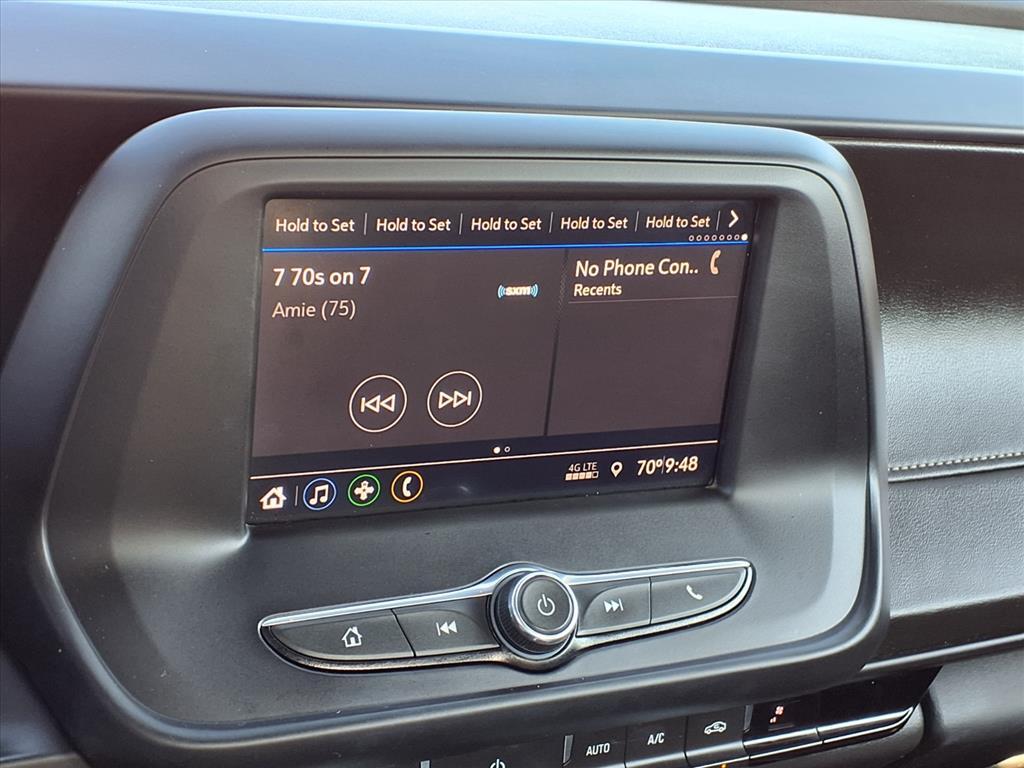 Hold to Set Hold to Set Hold to Set Hold to Set Hold to Set
7 70s on 7
Amie (75)
((sxm))
No Phone Con..
Recents
4G LTE
70° 9:48
AUTO A/C